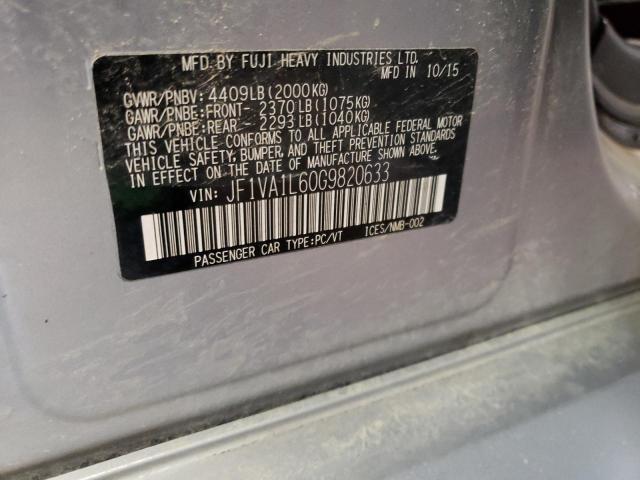 MFD. BY FUJI HEAVY INDUSTRIES LTD.
MFD IN 10/15
GVWR/PNBV: 4409LB(2000KG)
GAWR/PNBE:FRONT- 2370LB(1075KG)
GAWR/PNBE:REAR - 2293LB(1040KG)
THIS VEHICLE CONFORMS TO ALL APPLICABLE FEDERAL MOTOR
VEHICLE SAFETY, BUMPER, AND THEFT PREVENTION STANDARDS
IN EFFECT ON THE DATE OF MANUFACTURE SHOWN ABOVE.
VIN: JF1VA1L60G9820633
PASSENGER CAR TYPE:PC/VT ICES/NMB-002